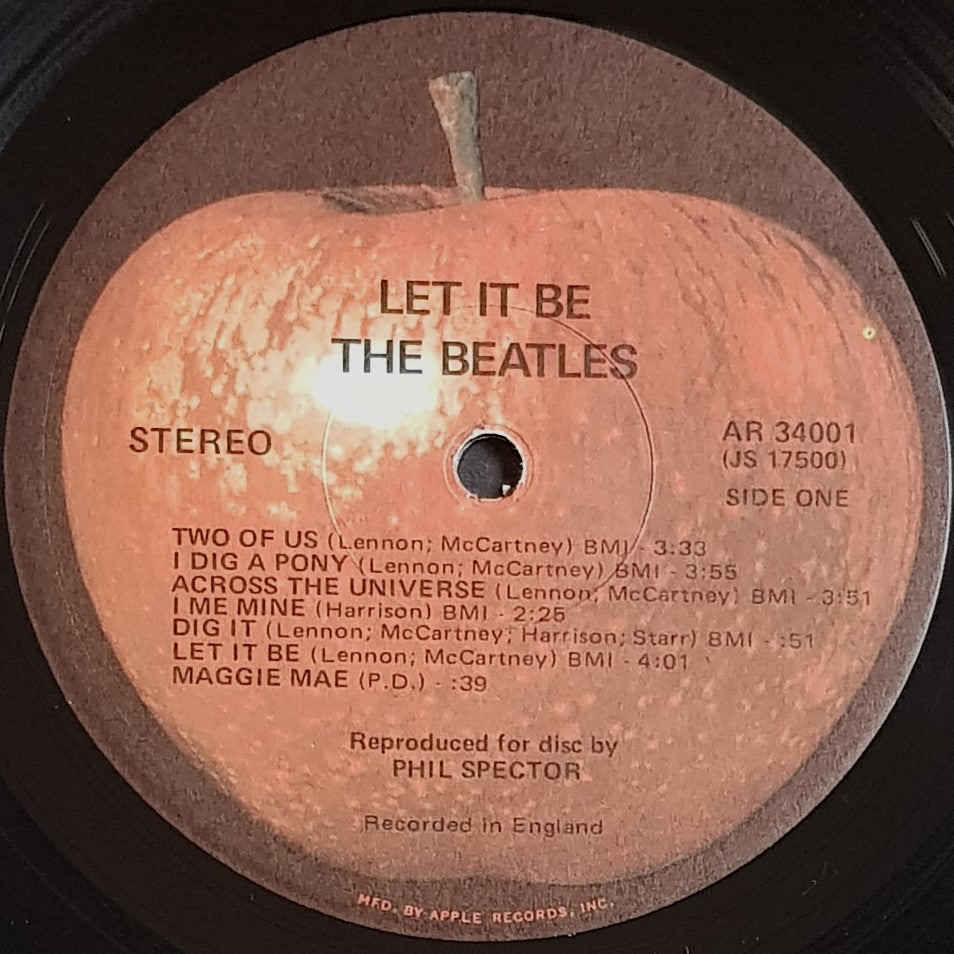 LET IT BE
THE BEATLES
STEREO
AR 34001
(JS 17500)
SIDE ONE
TWO OF US (Lennon; McCartney) BMI - 3:33
I DIG A PONY (Lennon; McCartney) BMI - 3:55
ACROSS THE UNIVERSE (Lennon; McCartney) BMI - 3:51
I ME MINE (Harrison) BMI - 2:25
DIG IT (Lennon; McCartney; Harrison; Starr) BMI - :51
LET IT BE (Lennon; McCartney) BMI - 4:01
MAGGIE MAE (P.D.) - :39
Reproduced for disc by
PHIL SPECTOR
Recorded in England
MFD. BY APPLE RECORDS, INC.